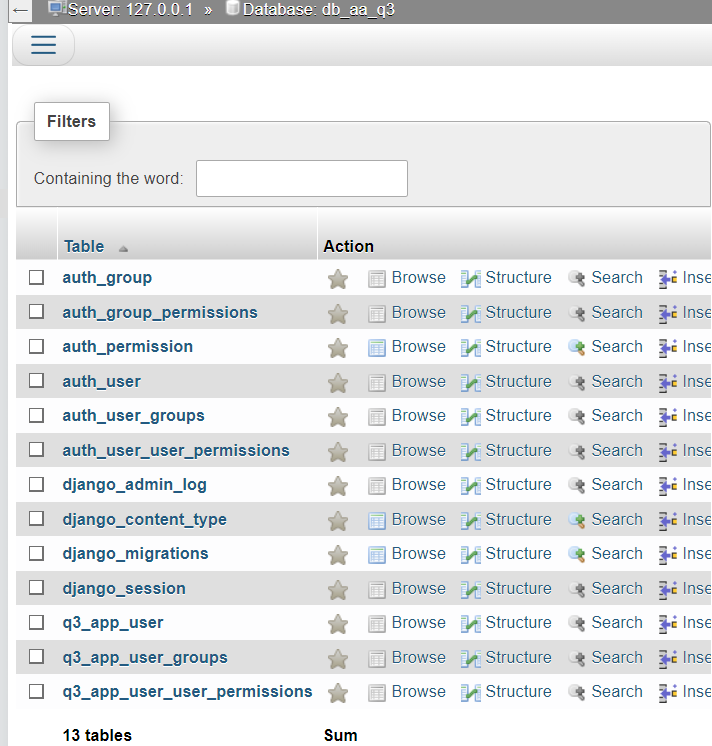 Server: 127.0.0.1 » Database: db_aa_q3
Filters
Containing the word:
Table Action
auth_group Browse Structure Search Inse
auth_group_permissions Browse Structure Search Inse
auth_permission Browse Structure Search Inse
auth_user Browse Structure Search Inse
auth_user_groups Browse Structure Search Inse
auth_user_user_permissions Browse Structure Search Inse
django_admin_log Browse Structure Search Inse
django_content_type Browse Structure Search Inse
django_migrations Browse Structure Search Inse
django_session Browse Structure Search Inse
q3_app_user Browse Structure Search Inse
q3_app_user_groups Browse Structure Search Inse
q3_app_user_user_permissions Browse Structure Search Inse
13 tables Sum